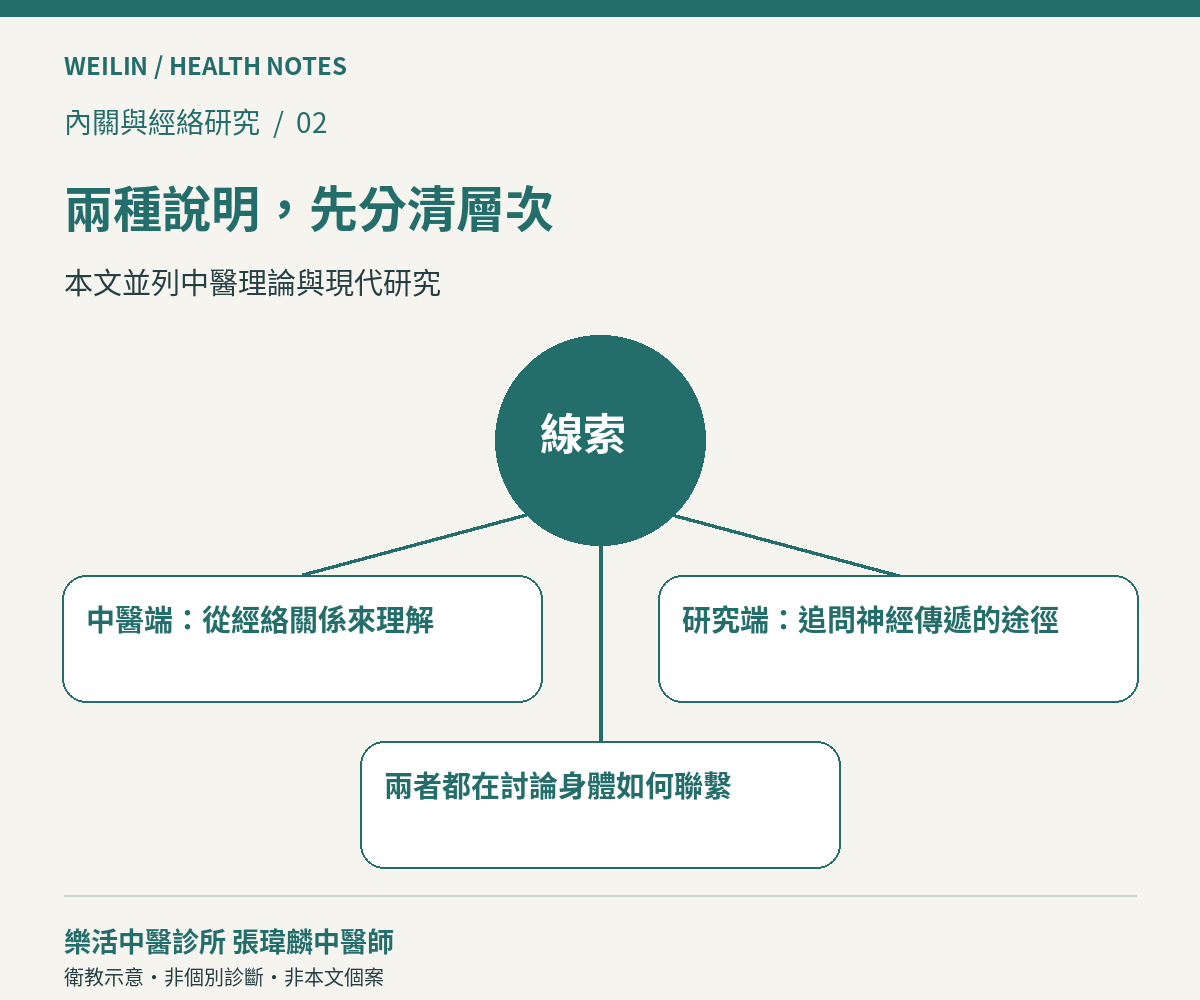 WEILIN / HEALTH NOTES
內關與經絡研究 / 02
兩種說明，先分清層次
本文並列中醫理論與現代研究
線索
中醫端：從經絡關係來理解
研究端：追問神經傳遞的途徑
兩者都在討論身體如何聯繫
樂活中醫診所 張瑋麟中醫師
衛教示意・非個別診斷・非本文個案